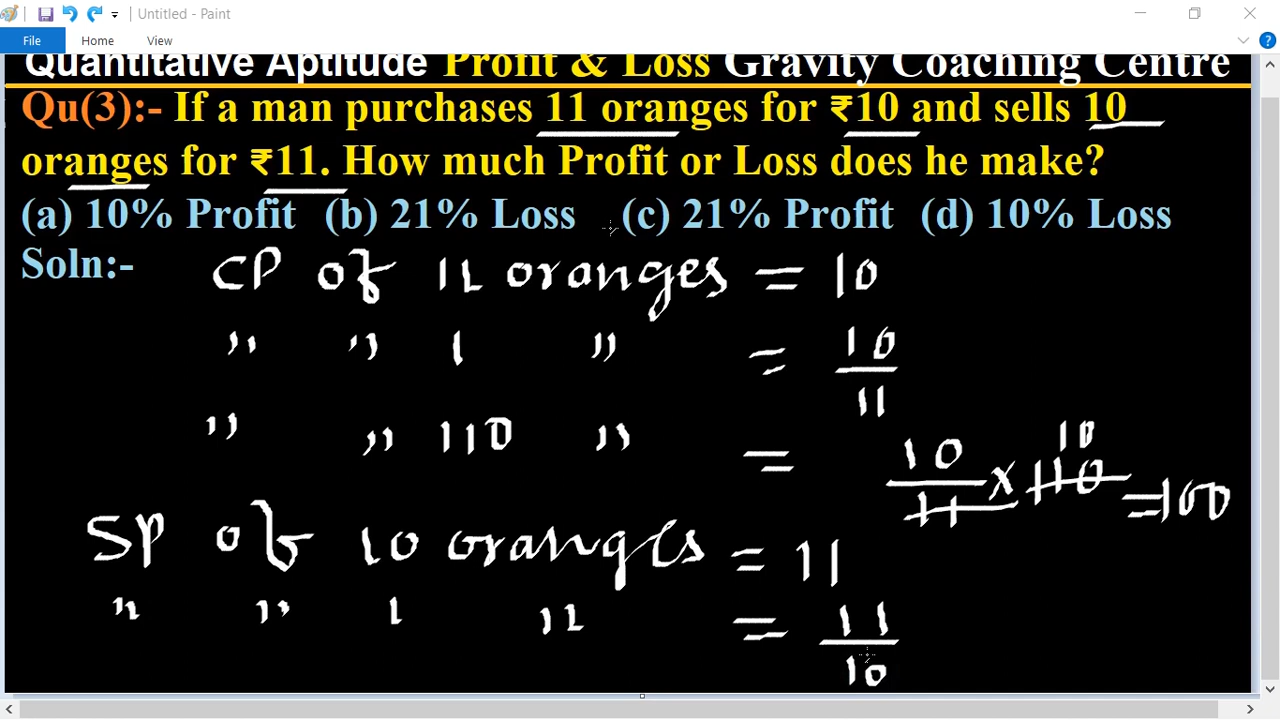 Untitled - Paint
File Home View
Quantitative Aptitude Profit & Loss Gravity Coaching Centre
Qu(3):- If a man purchases 11 oranges for ₹10 and sells 10
oranges for ₹11. How much Profit or Loss does he make?
(a) 10% Profit (b) 21% Loss (c) 21% Profit (d) 10% Loss
Soln:-
CP of 11 oranges = 10
" " 1 " = 10/11
" " 110 " = 10/11 x 110 10 =100
SP of 10 oranges = 11
" " 1 " = 11/10